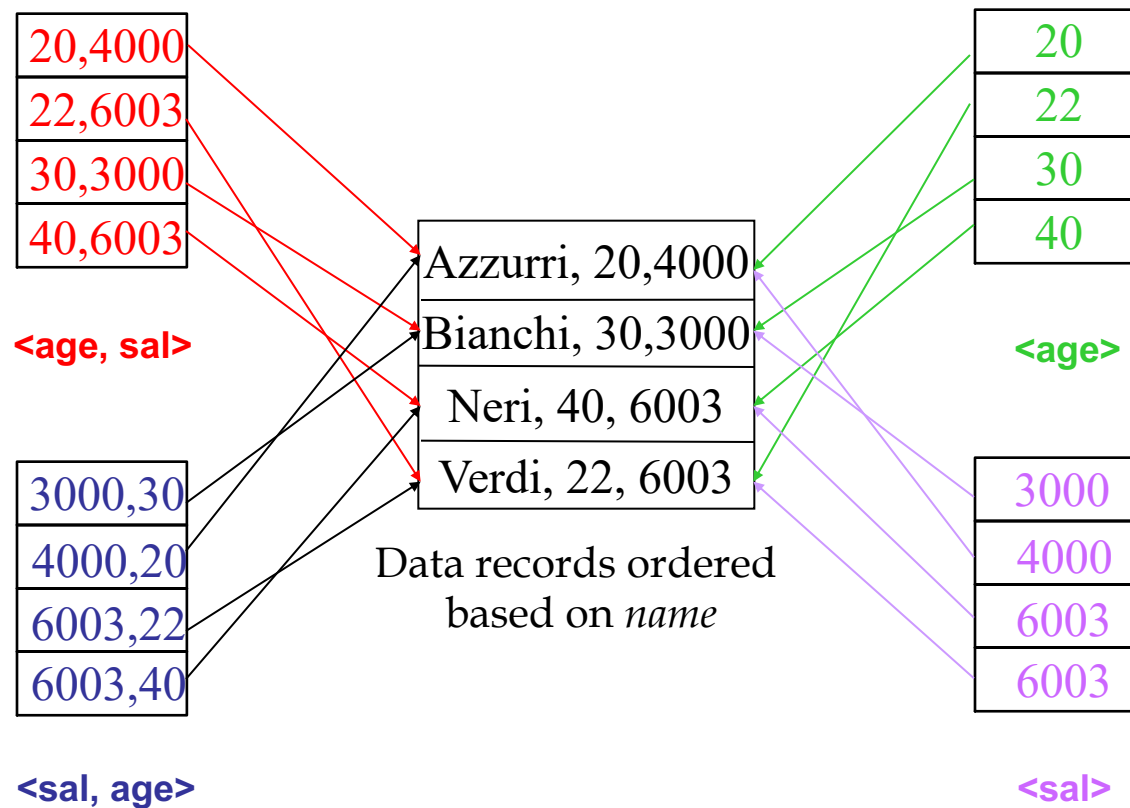 20,4000
22,6003
30,3000
40,6003
<age, sal>
3000,30
4000,20
6003,22
6003,40
<sal, age>
Azzurri, 20,4000
Bianchi, 30,3000
Neri, 40, 6003
Verdi, 22, 6003
Data records ordered
based on name
20
22
30
40
<age>
3000
4000
6003
6003
<sal>